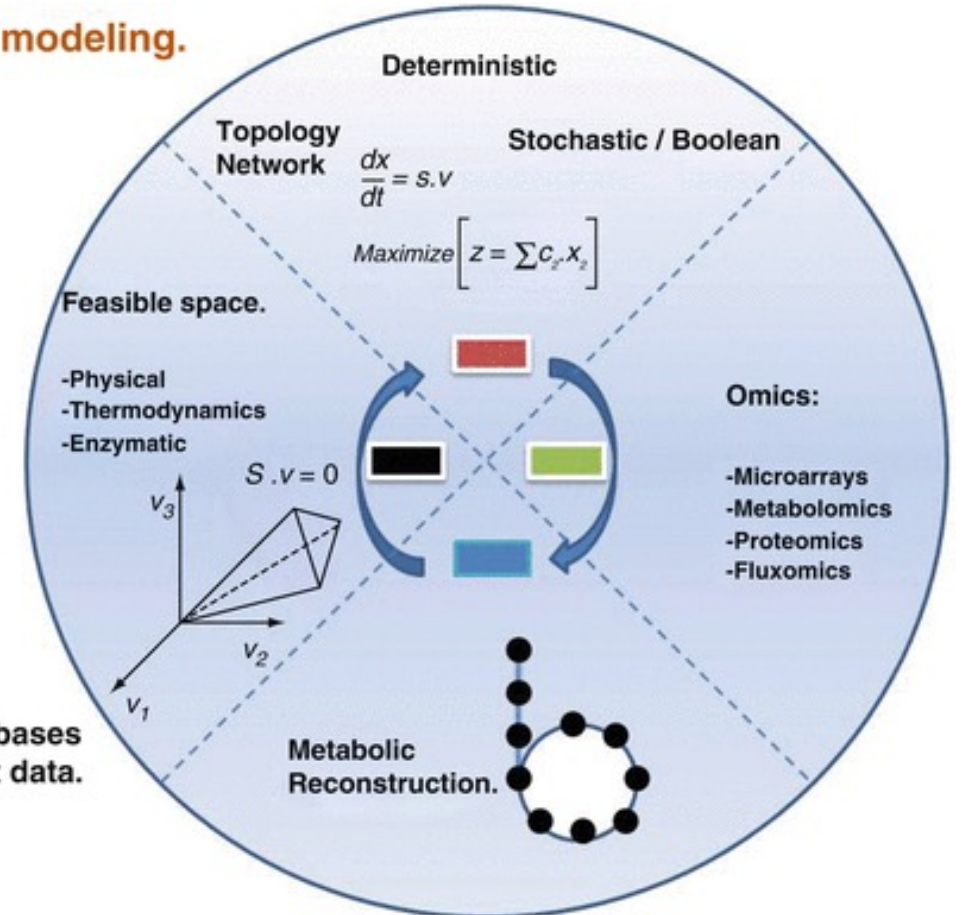 modeling.
Deterministic
Topology
Network
Stochastic / Boolean
dx/dt = s.v
Maximize[z = ∑c₂.x₂]
Feasible space.
-Physical
-Thermodynamics
-Enzymatic
S .v = 0
v₃
v₂
v₁
Omics:
-Microarrays
-Metabolomics
-Proteomics
-Fluxomics
bases
t data.
Metabolic
Reconstruction.